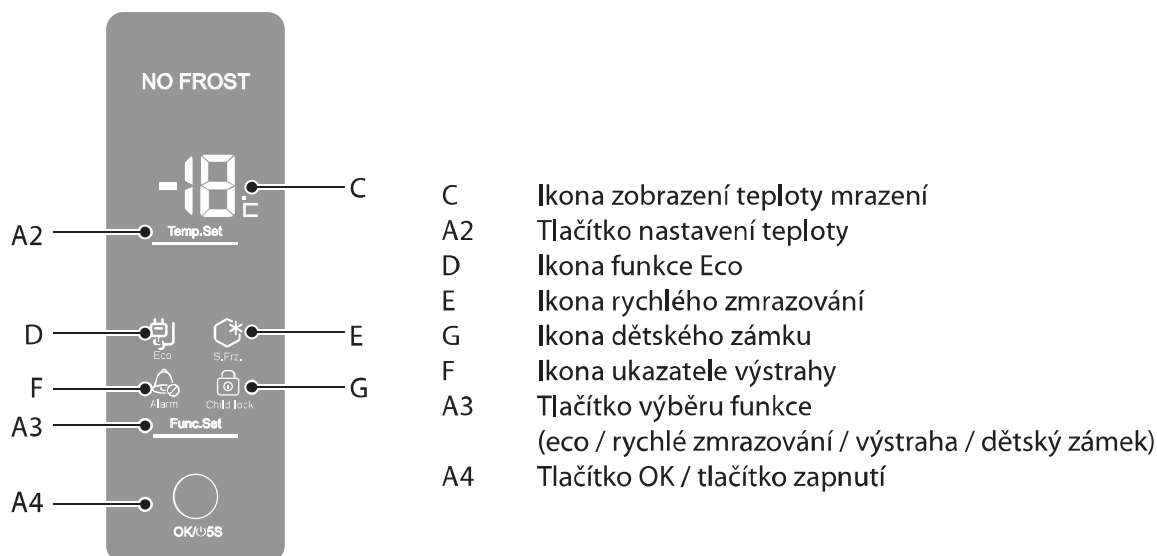 NO FROST
-18 °C
C
Temp.Set
A2
D
Eco
S.Frz.
E
F
Alarm
Child lock
G
Func.Set
A3
A4
OK/⏻5S
C Ikona zobrazení teploty mrazení
A2 Tlačítko nastavení teploty
D Ikona funkce Eco
E Ikona rychlého zmrazování
G Ikona dětského zámku
F Ikona ukazatele výstrahy
A3 Tlačítko výběru funkce
(eco / rychlé zmrazování / výstraha / dětský zámek)
A4 Tlačítko OK / tlačítko zapnutí